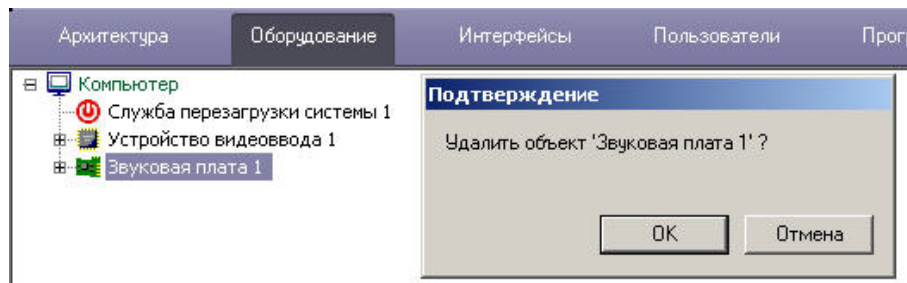 Архитектура Оборудование Интерфейсы Пользователи Прог
Компьютер
Служба перезагрузки системы 1
Устройство видеоввода 1
Звуковая плата 1
Подтверждение
Удалить объект 'Звуковая плата 1' ?
OK Отмена